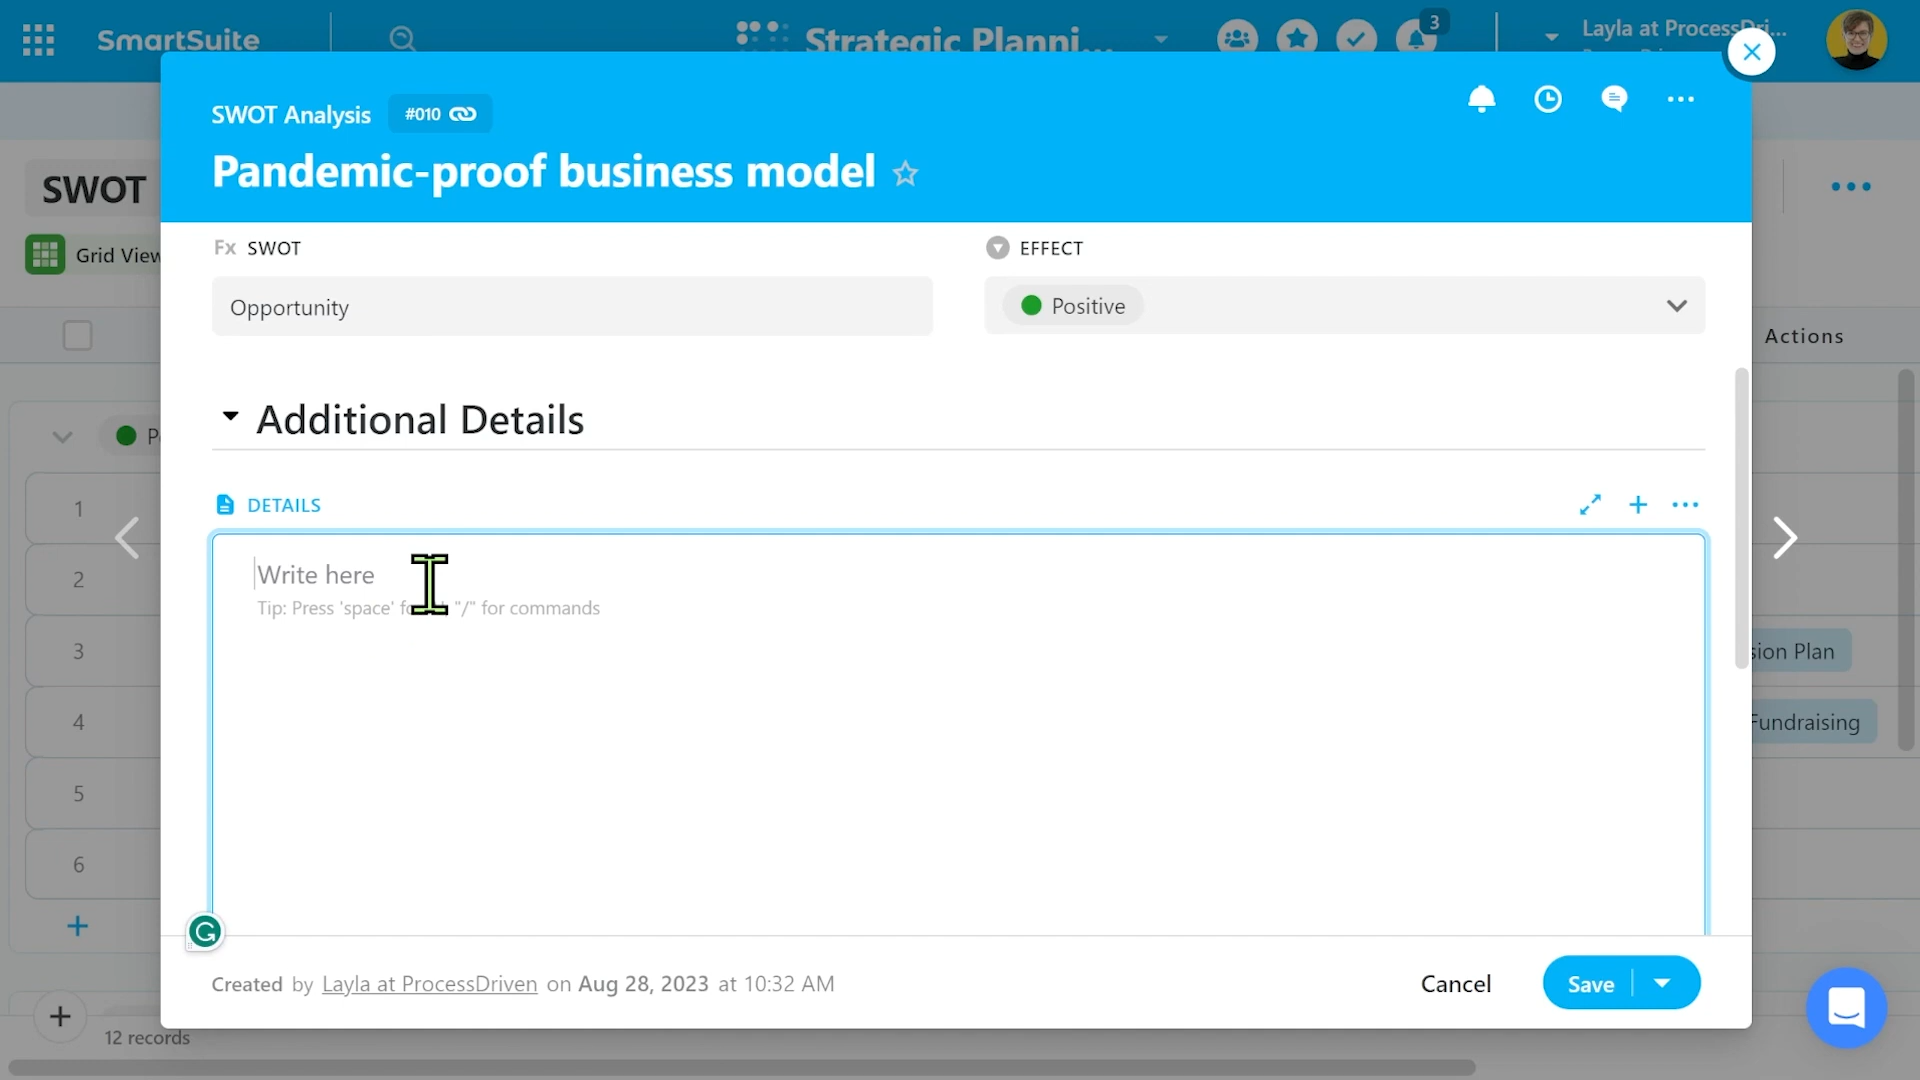 SmartSuite
Strategic Planni...
3
Layla at ProcessDri...
SWOT Analysis
#010
Pandemic-proof business model
SWOT
Grid View
Fx SWOT
EFFECT
Opportunity
Positive
Actions
Additional Details
P
DETAILS
1
Write here
Tip: Press 'space' fo "/" for commands
2
3
sion Plan
4
Fundraising
5
6
Created by Layla at ProcessDriven on Aug 28, 2023 at 10:32 AM
Cancel
Save
12 records